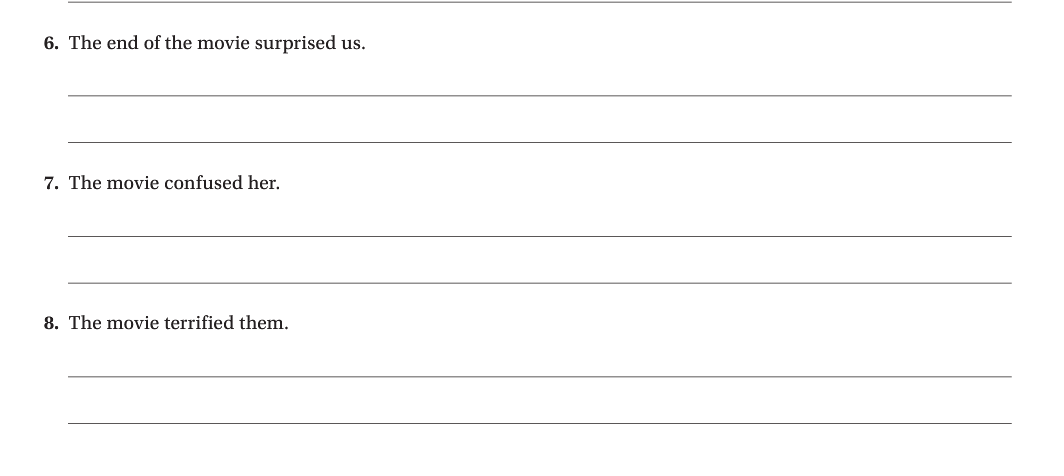 6. The end of the movie surprised us.
7. The movie confused her.
8. The movie terrified them.